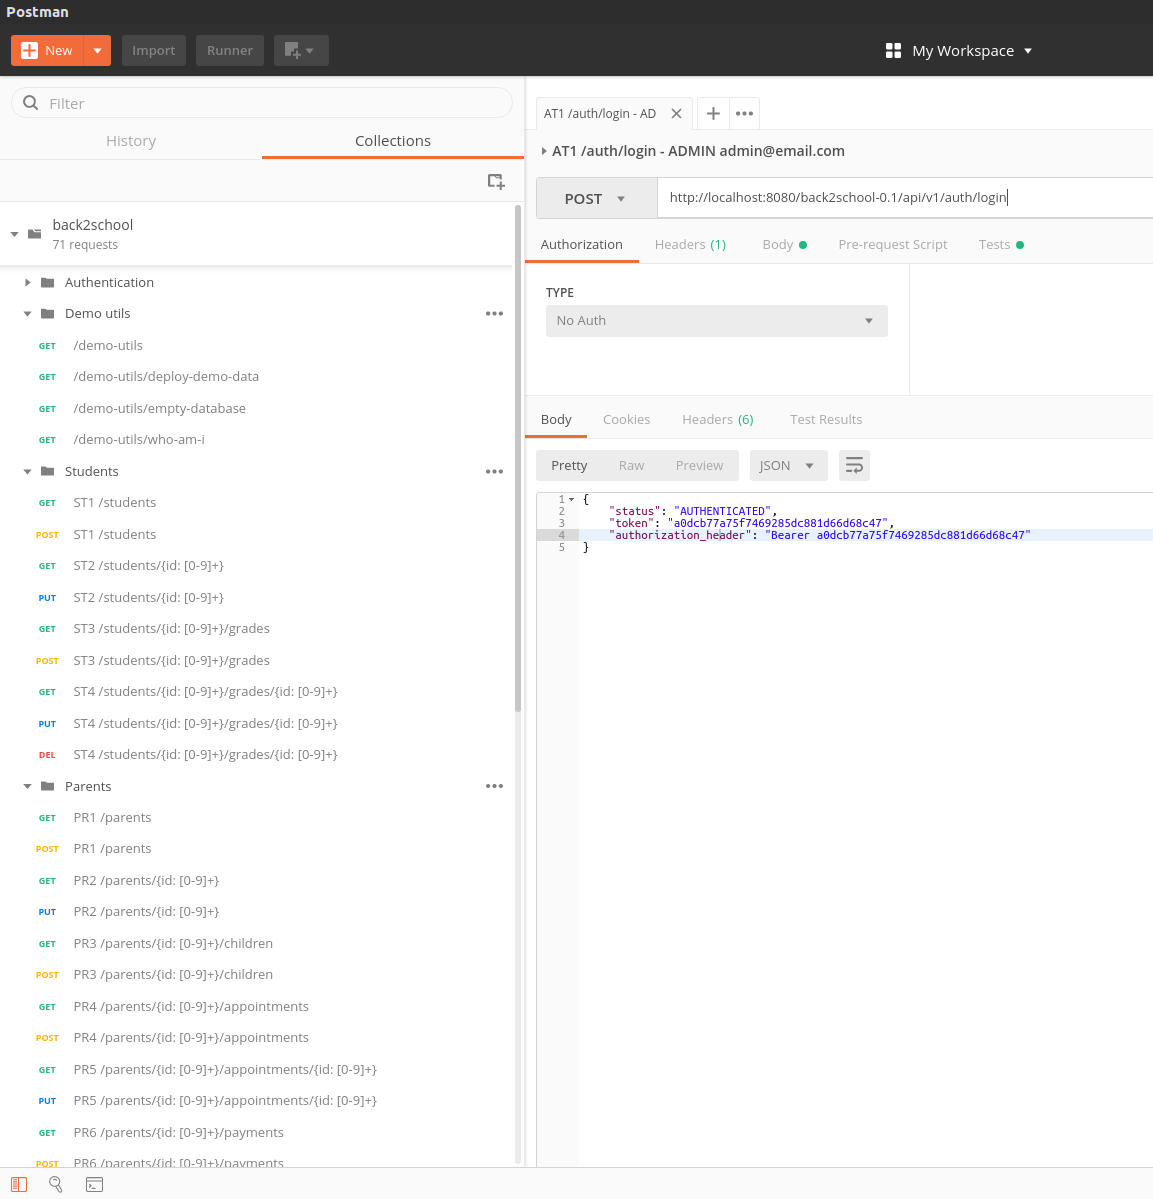 Postman
New
Import
Runner
My Workspace
Filter
History
Collections
back2school
71 requests
Authentication
Demo utils
GET /demo-utils
GET /demo-utils/deploy-demo-data
GET /demo-utils/empty-database
GET /demo-utils/who-am-i
Students
GET ST1 /students
POST ST1 /students
GET ST2 /students/{id: [0-9]+}
PUT ST2 /students/{id: [0-9]+}
GET ST3 /students/{id: [0-9]+}/grades
POST ST3 /students/{id: [0-9]+}/grades
GET ST4 /students/{id: [0-9]+}/grades/{id: [0-9]+}
PUT ST4 /students/{id: [0-9]+}/grades/{id: [0-9]+}
DEL ST4 /students/{id: [0-9]+}/grades/{id: [0-9]+}
Parents
GET PR1 /parents
POST PR1 /parents
GET PR2 /parents/{id: [0-9]+}
PUT PR2 /parents/{id: [0-9]+}
GET PR3 /parents/{id: [0-9]+}/children
POST PR3 /parents/{id: [0-9]+}/children
GET PR4 /parents/{id: [0-9]+}/appointments
POST PR4 /parents/{id: [0-9]+}/appointments
GET PR5 /parents/{id: [0-9]+}/appointments/{id: [0-9]+}
PUT PR5 /parents/{id: [0-9]+}/appointments/{id: [0-9]+}
GET PR6 /parents/{id: [0-9]+}/payments
POST PR6 /parents/{id: [0-9]+}/payments
AT1 /auth/login - AD
AT1 /auth/login - ADMIN admin@email.com
POST http://localhost:8080/back2school-0.1/api/v1/auth/login
Authorization Headers (1) Body Pre-request Script Tests
TYPE
No Auth
Body Cookies Headers (6) Test Results
Pretty Raw Preview JSON
1 {
2 "status": "AUTHENTICATED",
3 "token": "a0dcb77a75f7469285dc881d66d68c47",
4 "authorization_header": "Bearer a0dcb77a75f7469285dc881d66d68c47"
5 }